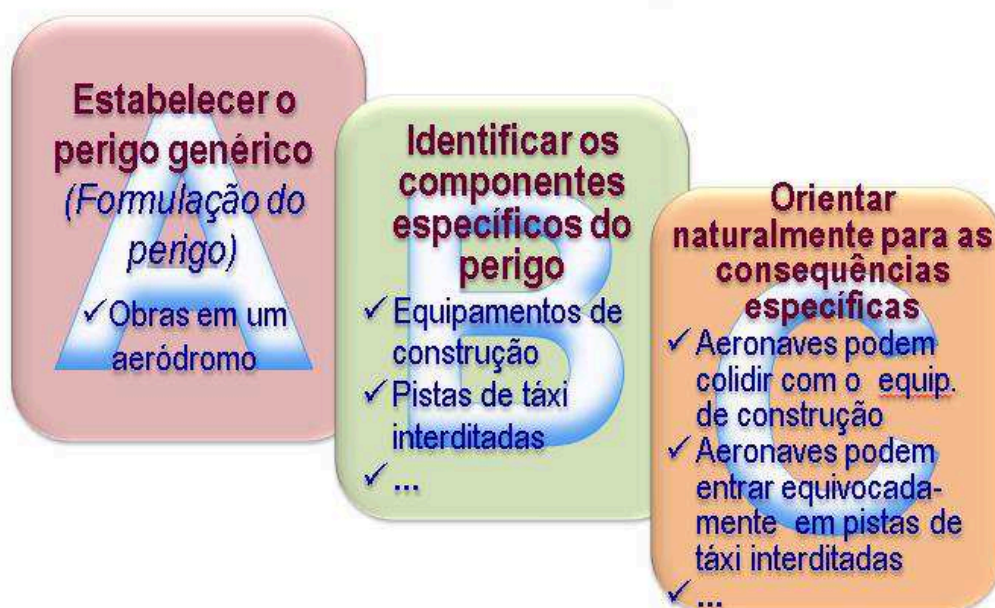 A
Estabelecer o
perigo genérico
(Formulação do
perigo)
✓ Obras em um
aeródromo
B
Identificar os
componentes
específicos do
perigo
✓ Equipamentos de
construção
✓ Pistas de táxi
interditadas
✓ ...
C
Orientar
naturalmente para as
consequências
específicas
✓ Aeronaves podem
colidir com o equip.
de construção
✓ Aeronaves podem
entrar equivocada-
mente em pistas de
táxi interditadas
✓ ...